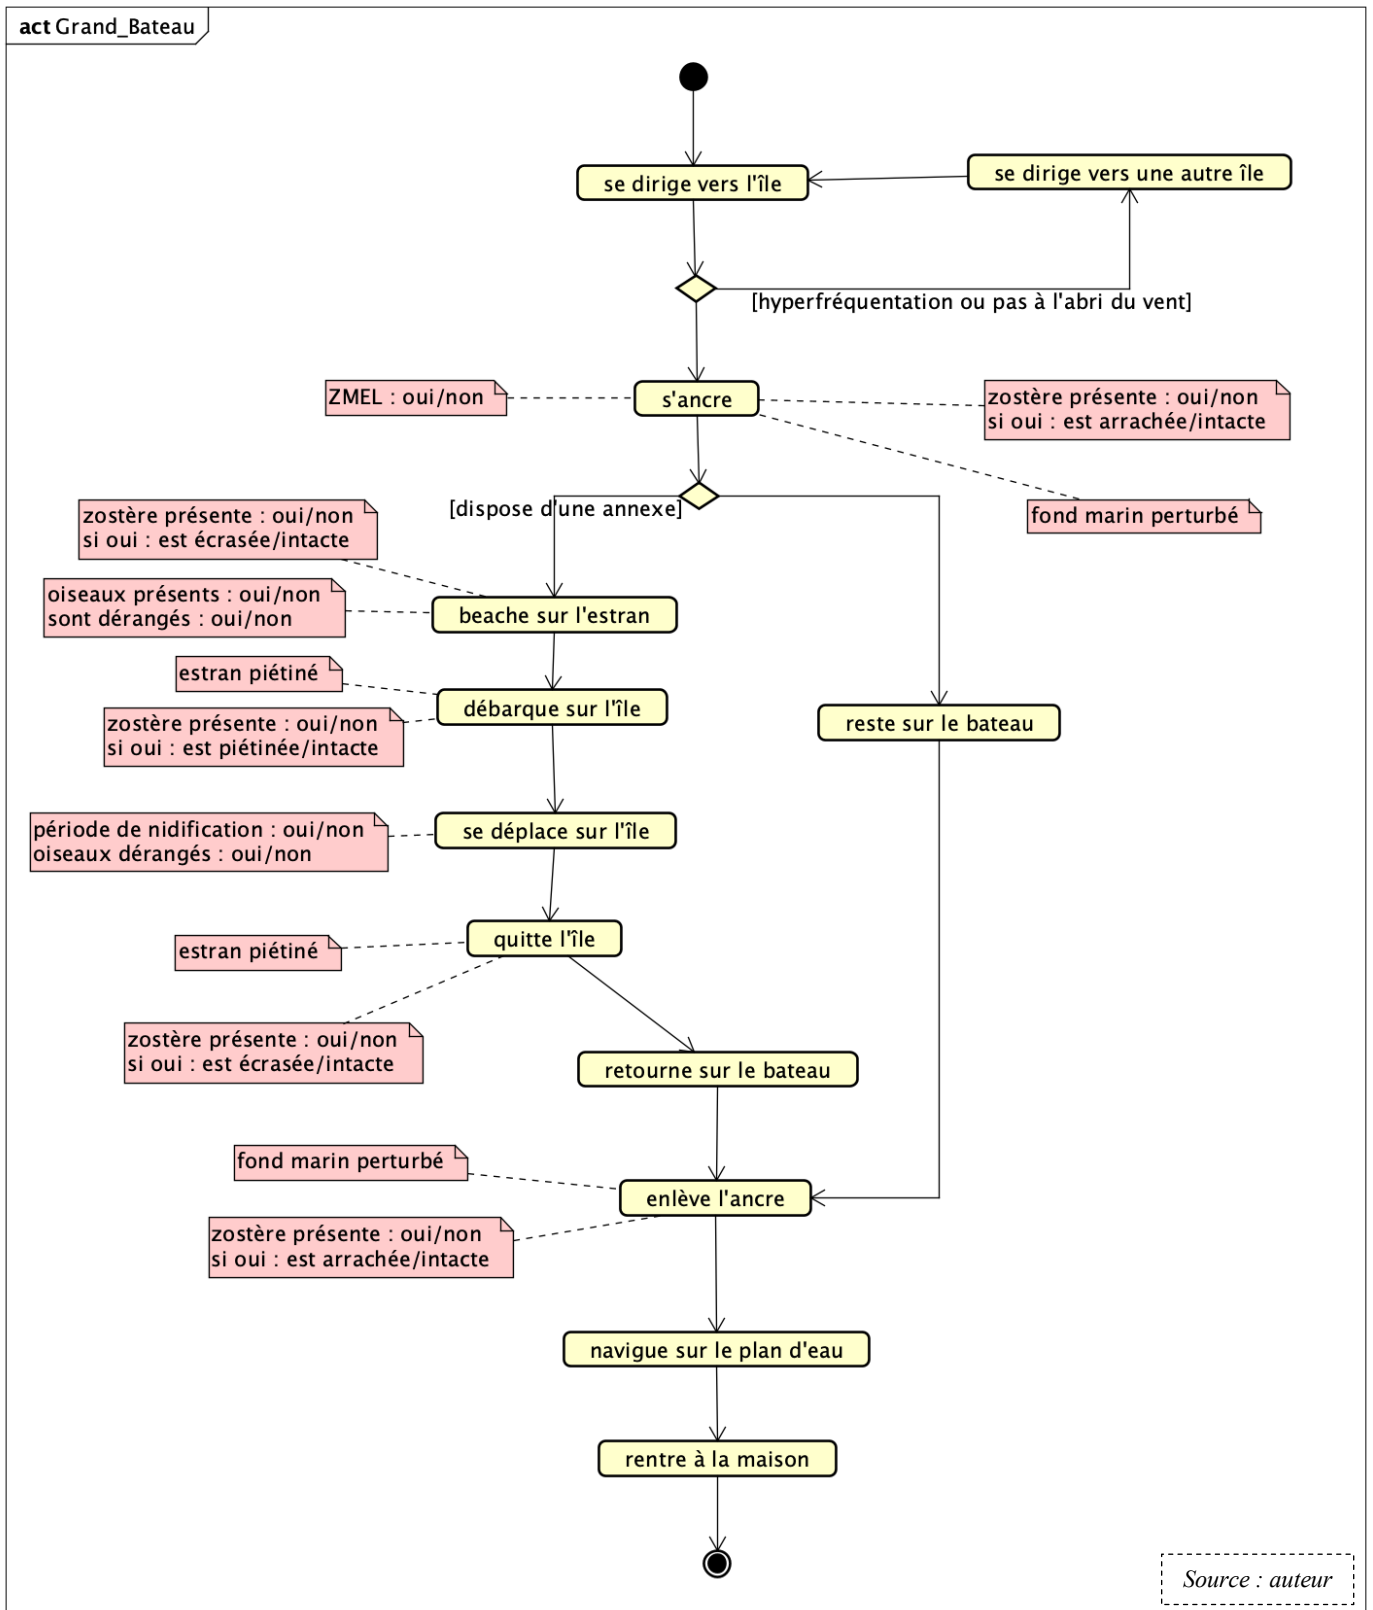 act Grand_Bateau
se dirige vers l'île
se dirige vers une autre île
[hyperfréquentation ou pas à l'abri du vent]
ZMEL : oui/non
s'ancre
zostère présente : oui/non
si oui : est arrachée/intacte
fond marin perturbé
[dispose d'une annexe]
zostère présente : oui/non
si oui : est écrasée/intacte
oiseaux présents : oui/non
sont dérangés : oui/non
beache sur l'estran
estran piétiné
débarque sur l'île
zostère présente : oui/non
si oui : est piétinée/intacte
reste sur le bateau
période de nidification : oui/non
oiseaux dérangés : oui/non
se déplace sur l'île
quitte l'île
estran piétiné
zostère présente : oui/non
si oui : est écrasée/intacte
retourne sur le bateau
fond marin perturbé
enlève l'ancre
zostère présente : oui/non
si oui : est arrachée/intacte
navigue sur le plan d'eau
rentre à la maison
Source : auteur